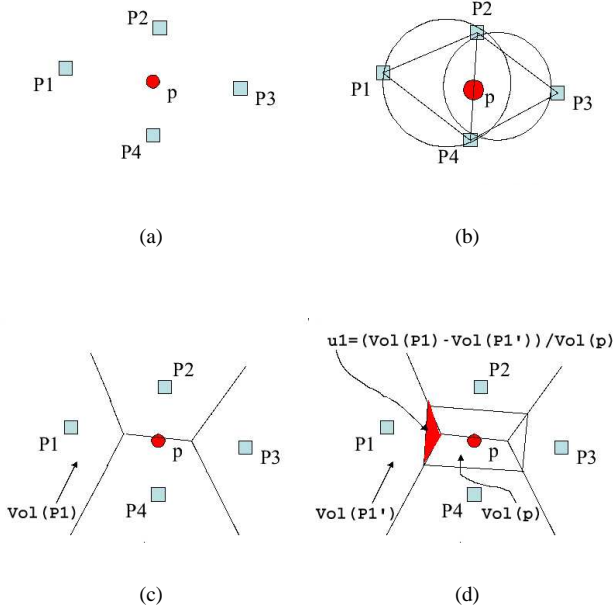 P2
P1
p
P3
P4
(a)
P2
P1
p
P3
P4
(b)
P2
P1
p
P3
P4
Vol(P1)
(c)
u1=(Vol(P1)-Vol(P1'))/Vol(p)
P2
P1
p
P3
P4
Vol(P1')
Vol(p)
(d)